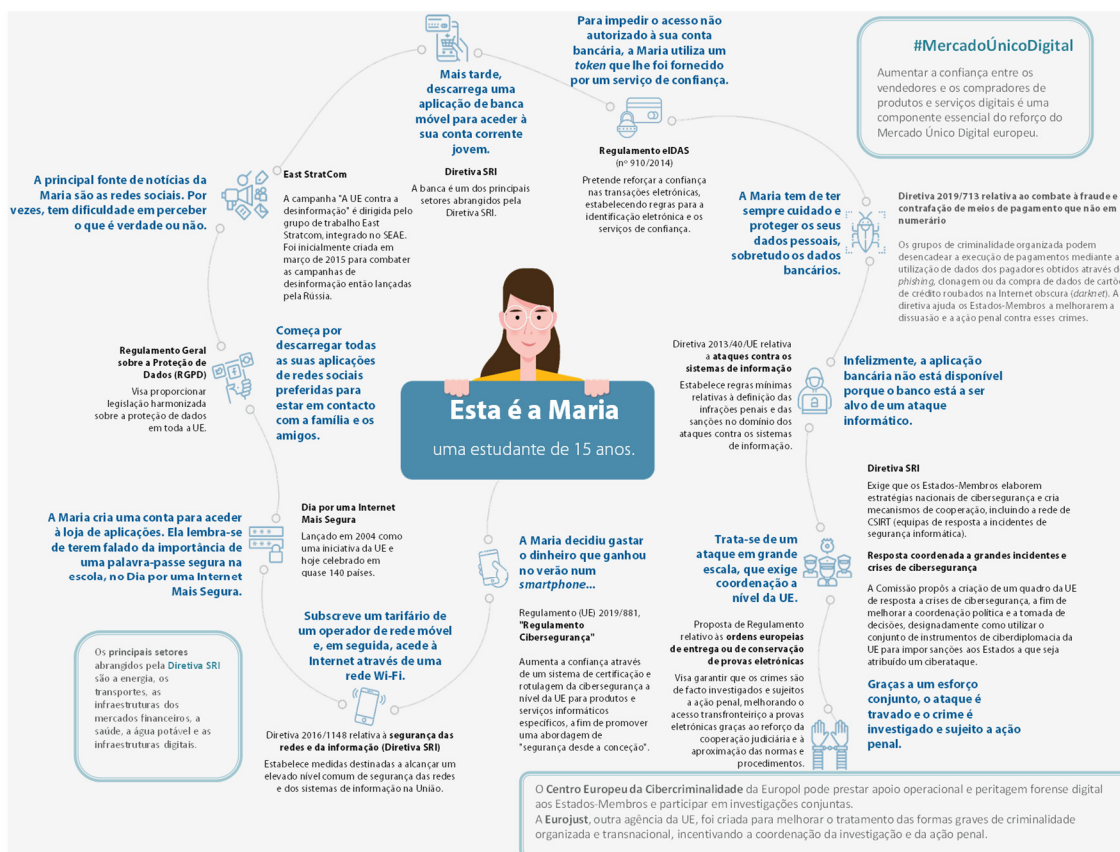 Esta é a Maria
uma estudante de 15 anos.
A Maria decidiu gastar
o dinheiro que ganhou
no verão num
smartphone...
Regulamento (UE) 2019/881,
"Regulamento
Cibersegurança"
Aumenta a confiança através
de um sistema de certificação e
rotulagem da cibersegurança a
nível da UE para produtos e
serviços informáticos
específicos, a fim de promover
uma abordagem de
"segurança desde a conceção".
Subscreve um tarifário
de um operador de rede móvel
e, em seguida, acede à
Internet através de uma
rede Wi-Fi.
Diretiva 2016/1148 relativa à segurança das
redes e da informação (Diretiva SRI)
Estabelece medidas destinadas a alcançar um
elevado nível comum de segurança das redes
e dos sistemas de informação na União.
Os principais setores
abrangidos pela Diretiva SRI
são a energia, os
transportes, as
infraestruturas dos
mercados financeiros, a
saúde, a água potável e as
infraestruturas digitais.
A Maria cria uma conta para aceder
à loja de aplicações. Ela lembra-se
de terem falado da importância de
uma palavra-passe segura na
escola, no Dia por uma Internet
Mais Segura.
Dia por uma Internet
Mais Segura
Lançado em 2004 como
uma iniciativa da UE e
hoje celebrado em
quase 140 países.
Começa por
descarregar todas
as suas aplicações
de redes sociais
preferidas para
estar em contacto
com a família e os
amigos.
Regulamento Geral
sobre a Proteção de
Dados (RGPD)
Visa proporcionar
legislação harmonizada
sobre a proteção de dados
em toda a UE.
A principal fonte de notícias da
Maria são as redes sociais. Por
vezes, tem dificuldade em perceber
o que é verdade ou não.
East StratCom
A campanha "A UE contra a
desinformação" é dirigida pelo
grupo de trabalho East
Stratcom, integrado no SEAE.
Foi inicialmente criada em
março de 2015 para combater
as campanhas de
desinformação então lançadas
pela Rússia.
Mais tarde,
descarrega uma
aplicação de banca
móvel para aceder à
sua conta corrente
jovem.
Diretiva SRI
A banca é um dos principais
setores abrangidos pela
Diretiva SRI.
Para impedir o acesso não
autorizado à sua conta
bancária, a Maria utiliza um
token que lhe foi fornecido
por um serviço de confiança.
Regulamento eIDAS
(nº 910/2014)
Pretende reforçar a confiança
nas transações eletrónicas,
estabelecendo regras para a
identificação eletrónica e os
serviços de confiança.
#MercadoÚnicoDigital
Aumentar a confiança entre os
vendedores e os compradores de
produtos e serviços digitais é uma
componente essencial do reforço do
Mercado Único Digital europeu.
A Maria tem de ter
sempre cuidado e
proteger os seus
dados pessoais,
sobretudo os dados
bancários.
Diretiva 2019/713 relativa ao combate à fraude e
contrafação de meios de pagamento que não em
numerário
Os grupos de criminalidade organizada podem
desencadear a execução de pagamentos mediante a
utilização de dados dos pagadores obtidos através d
phishing, clonagem ou da compra de dados de cartõ
de crédito roubados na Internet obscura (darknet). A
diretiva ajuda os Estados-Membros a melhorarem a
dissuasão e a ação penal contra esses crimes.
Infelizmente, a aplicação
bancária não está disponível
porque o banco está a ser
alvo de um ataque
informático.
Diretiva 2013/40/UE relativa
a ataques contra os
sistemas de informação
Estabelece regras mínimas
relativas à definição das
infrações penais e das
sanções no domínio dos
ataques contra os sistemas
de informação.
Trata-se de um
ataque em grande
escala, que exige
coordenação a
nível da UE.
Diretiva SRI
Exige que os Estados-Membros elaborem
estratégias nacionais de cibersegurança e cria
mecanismos de cooperação, incluindo a rede de
CSIRT (equipas de resposta a incidentes de
segurança informática).
Resposta coordenada a grandes incidentes e
crises de cibersegurança
A Comissão propôs a criação de um quadro da UE
de resposta a crises de cibersegurança, a fim de
melhorar a coordenação política e a tomada de
decisões, designadamente como utilizar o
conjunto de instrumentos de ciberdiplomacia da
UE para impor sanções aos Estados a que seja
atribuído um ciberataque.
Graças a um esforço
conjunto, o ataque é
travado e o crime é
investigado e sujeito a ação
penal.
Proposta de Regulamento
relativo às ordens europeias
de entrega ou de conservação
de provas eletrónicas
Visa garantir que os crimes são
de facto investigados e sujeitos
a ação penal, melhorando o
acesso transfronteiriço a provas
eletrónicas graças ao reforço da
cooperação judiciária e à
aproximação das normas e
procedimentos.
O Centro Europeu da Cibercriminalidade da Europol pode prestar apoio operacional e peritagem forense digital
aos Estados-Membros e participar em investigações conjuntas.
A Eurojust, outra agência da UE, foi criada para melhorar o tratamento das formas graves de criminalidade
organizada e transnacional, incentivando a coordenação da investigação e da ação penal.